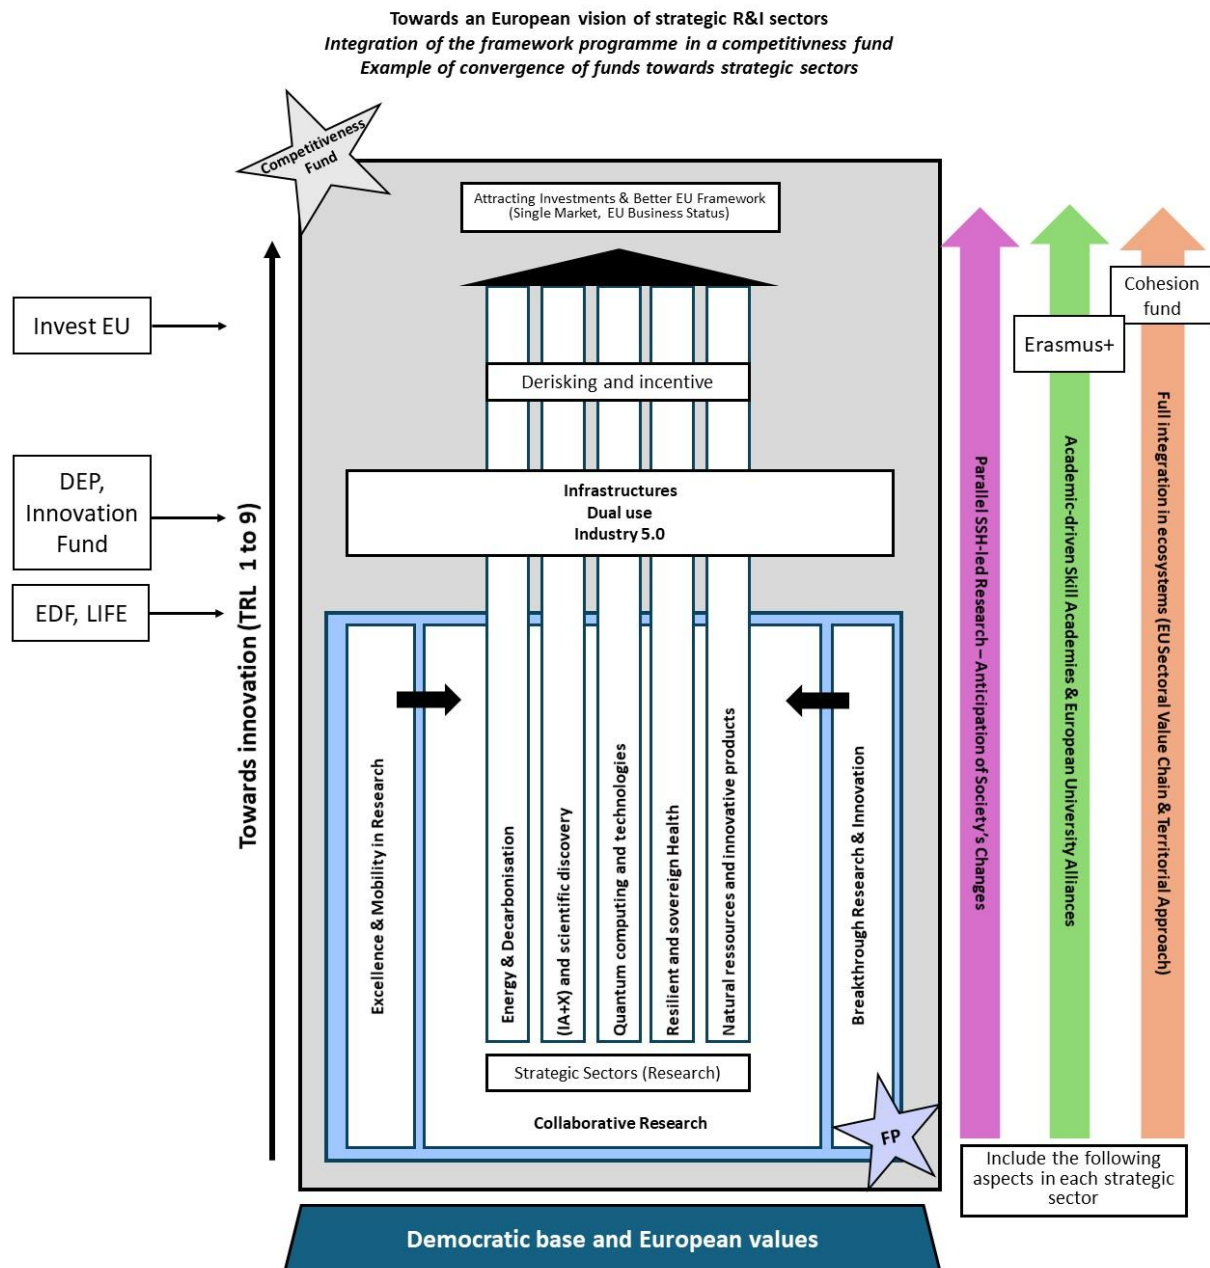 Towards an European vision of strategic R&I sectors
Integration of the framework programme in a competitivness fund
Example of convergence of funds towards strategic sectors
Competitiveness
Fund
Attracting Investments & Better EU Framework
(Single Market, EU Business Status)
Invest EU
DEP,
Innovation
Fund
EDF, LIFE
Towards innovation (TRL 1 to 9)
Derisking and incentive
Infrastructures
Dual use
Industry 5.0
Excellence & Mobility in Research
Energy & Decarbonisation
(IA+X) and scientific discovery
Quantum computing and technologies
Resilient and sovereign Health
Natural ressources and innovative products
Breakthrough Research & Innovation
Strategic Sectors (Research)
Collaborative Research
FP
Democratic base and European values
Cohesion
fund
Erasmus+
Parallel SSH-led Research – Anticipation of Society's Changes
Academic-driven Skill Academies & European University Alliances
Full integration in ecosystems (EU Sectoral Value Chain & Territorial Approach)
Include the following
aspects in each strategic
sector